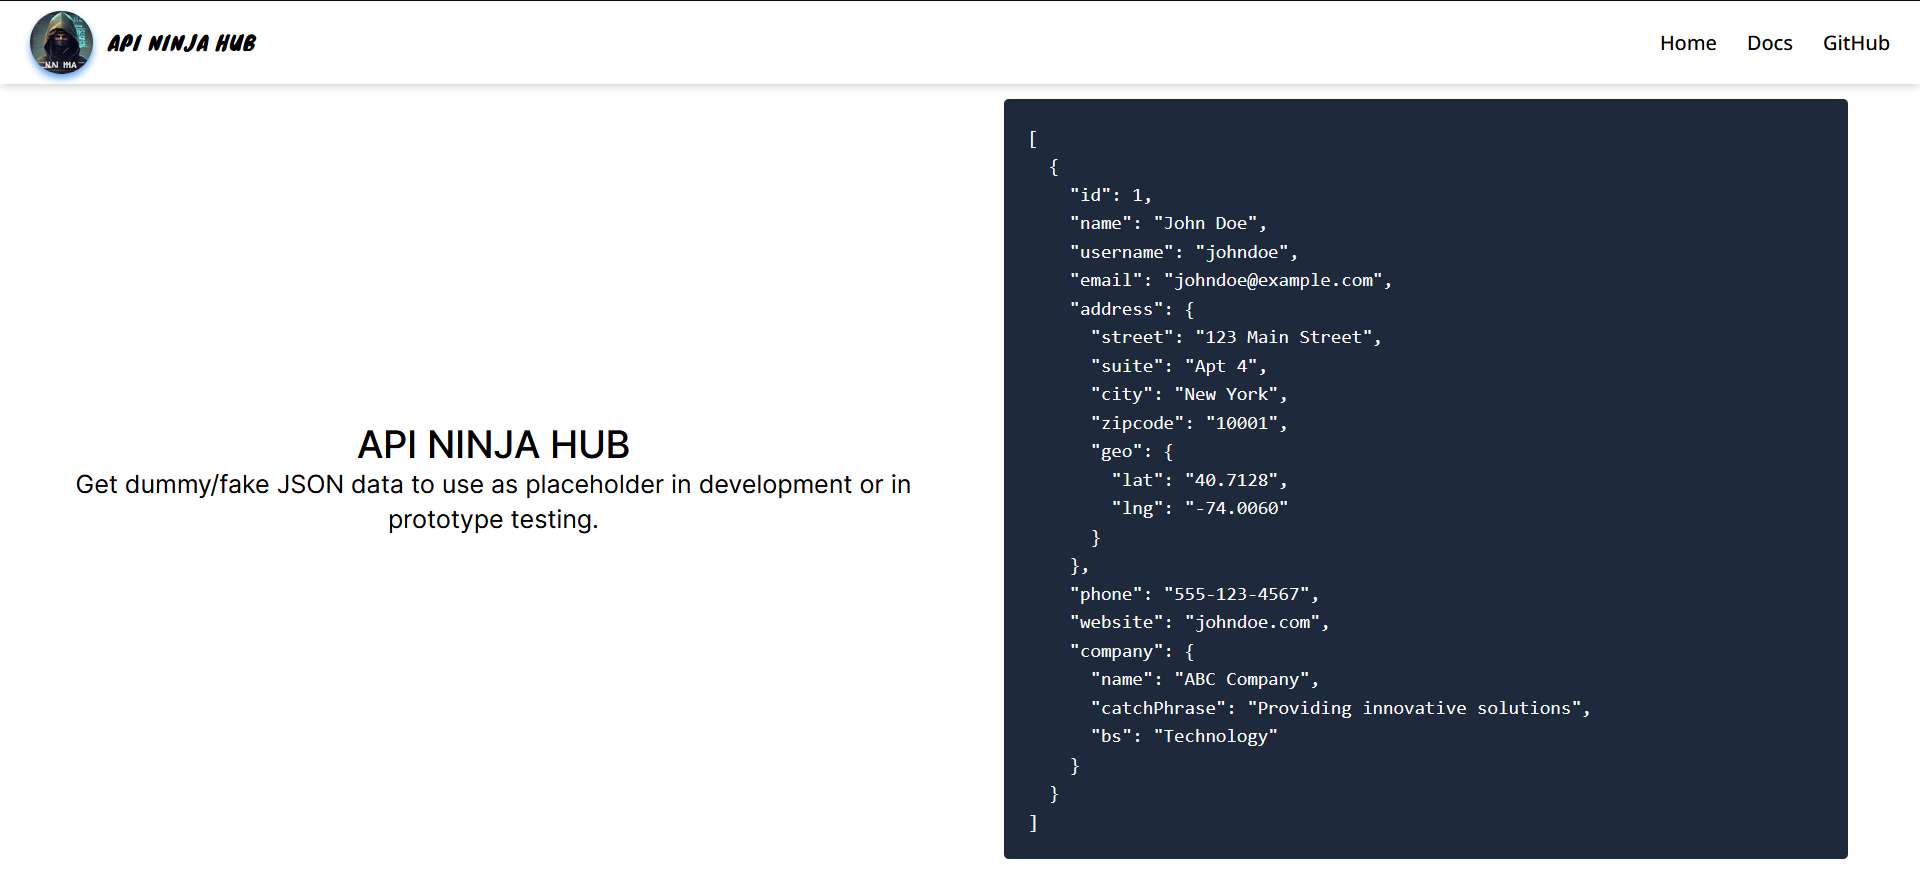 API NINJA HUB
Home Docs GitHub
API NINJA HUB
Get dummy/fake JSON data to use as placeholder in development or in
prototype testing.
[
  {
    "id": 1,
    "name": "John Doe",
    "username": "johndoe",
    "email": "johndoe@example.com",
    "address": {
      "street": "123 Main Street",
      "suite": "Apt 4",
      "city": "New York",
      "zipcode": "10001",
      "geo": {
        "lat": "40.7128",
        "lng": "-74.0060"
      }
    },
    "phone": "555-123-4567",
    "website": "johndoe.com",
    "company": {
      "name": "ABC Company",
      "catchPhrase": "Providing innovative solutions",
      "bs": "Technology"
    }
  }
]